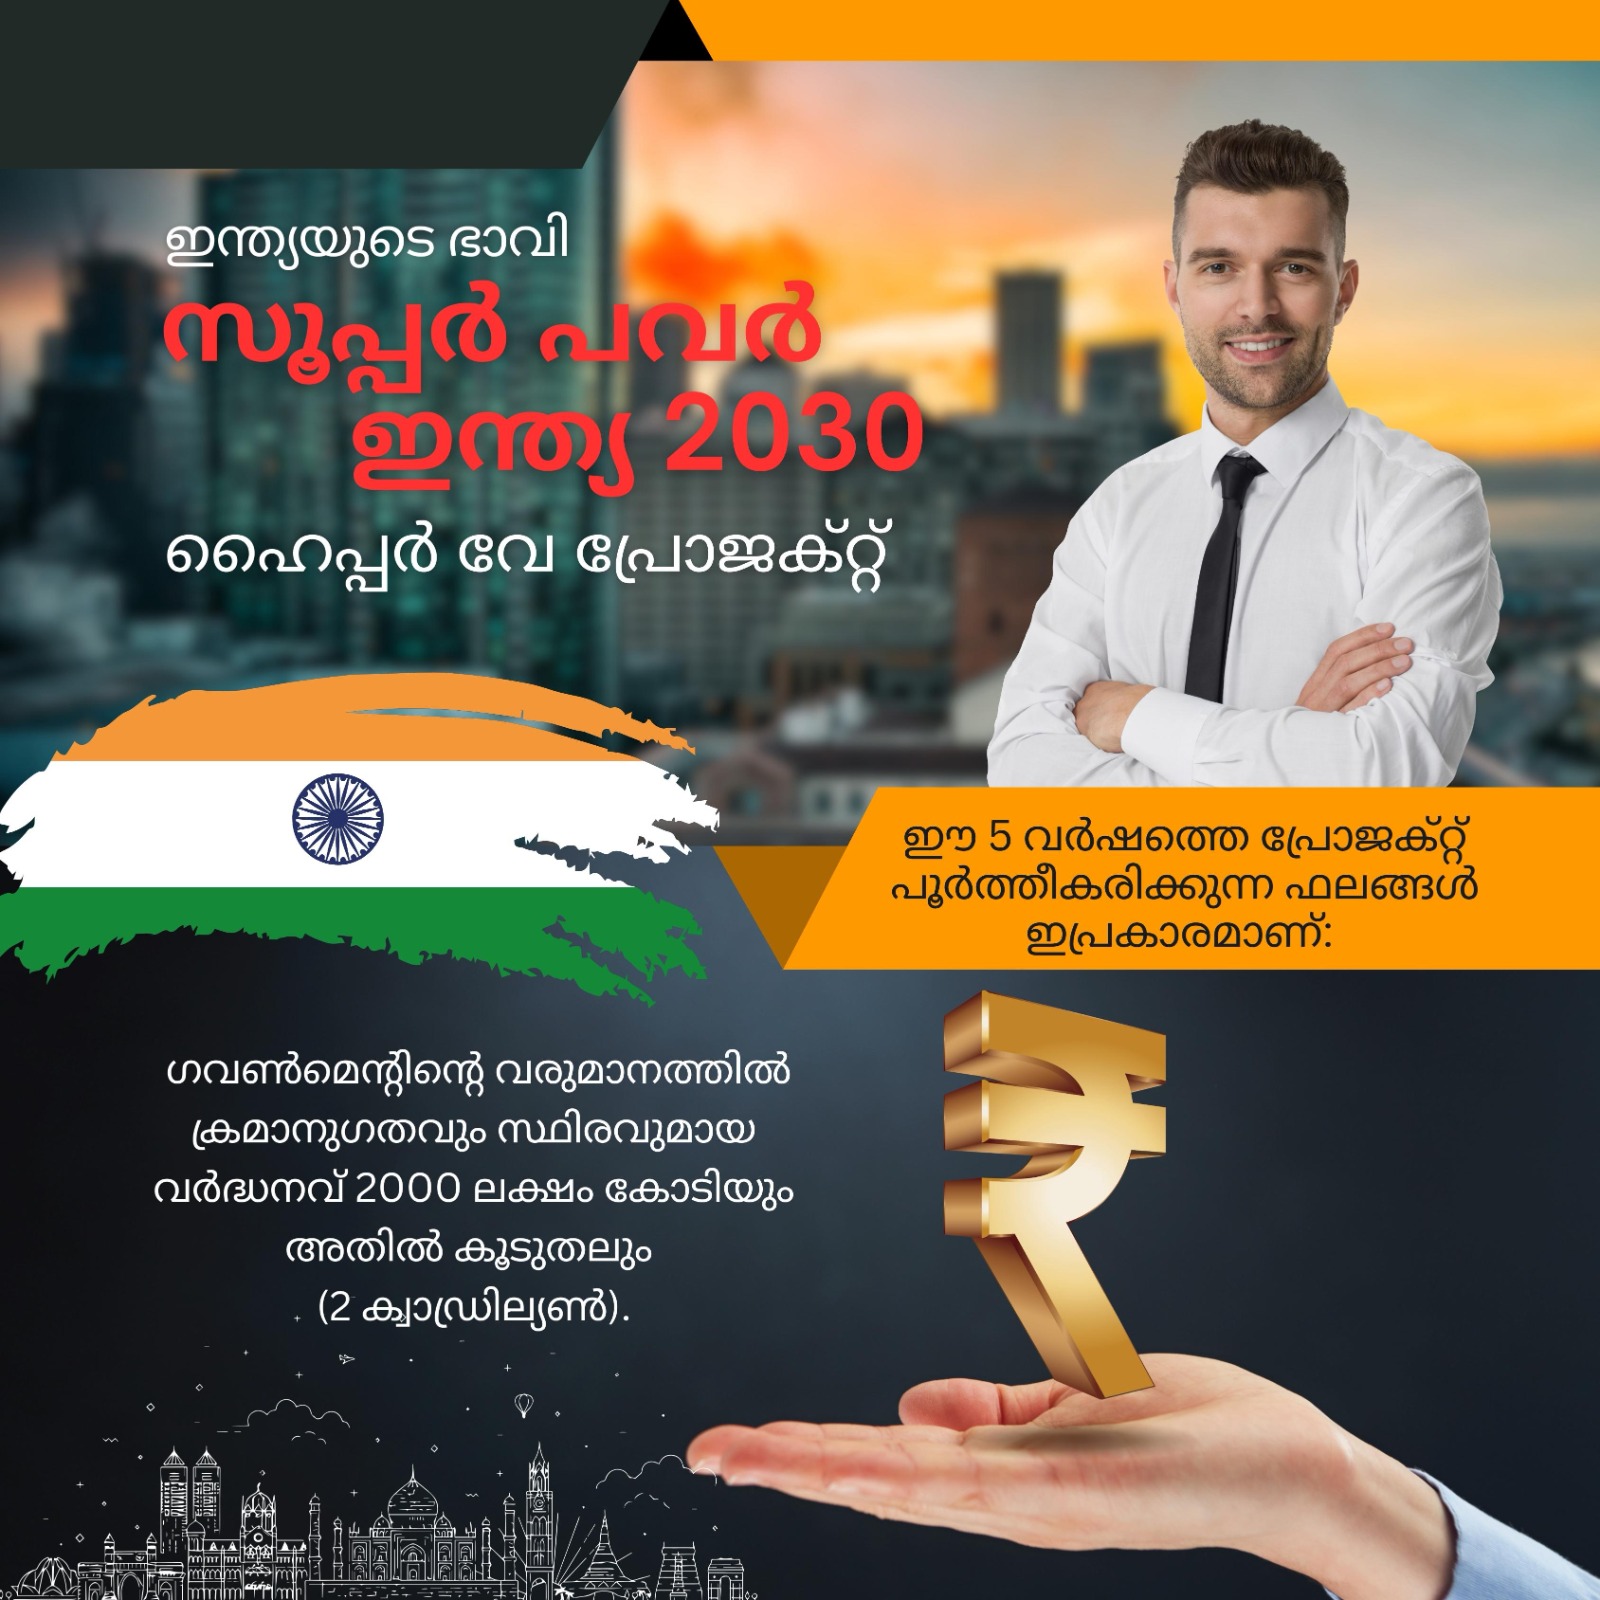 ഇന്ത്യയുടെ ഭാവി
സൂപ്പർ പവർ
ഇന്ത്യ 2030
ഹൈപ്പർ വേ പ്രോജക്റ്റ്
ഈ 5 വർഷത്തെ പ്രോജക്റ്റ്
പൂർത്തീകരിക്കുന്ന ഫലങ്ങൾ
ഇപ്രകാരമാണ്:
ഗവൺമെന്റിന്റെ വരുമാനത്തിൽ
ക്രമാനുഗതവും സ്ഥിരവുമായ
വർദ്ധനവ് 2000 ലക്ഷം കോടിയും
അതിൽ കൂടുതലും
(2 ക്വാഡ്രില്യൺ).
₹